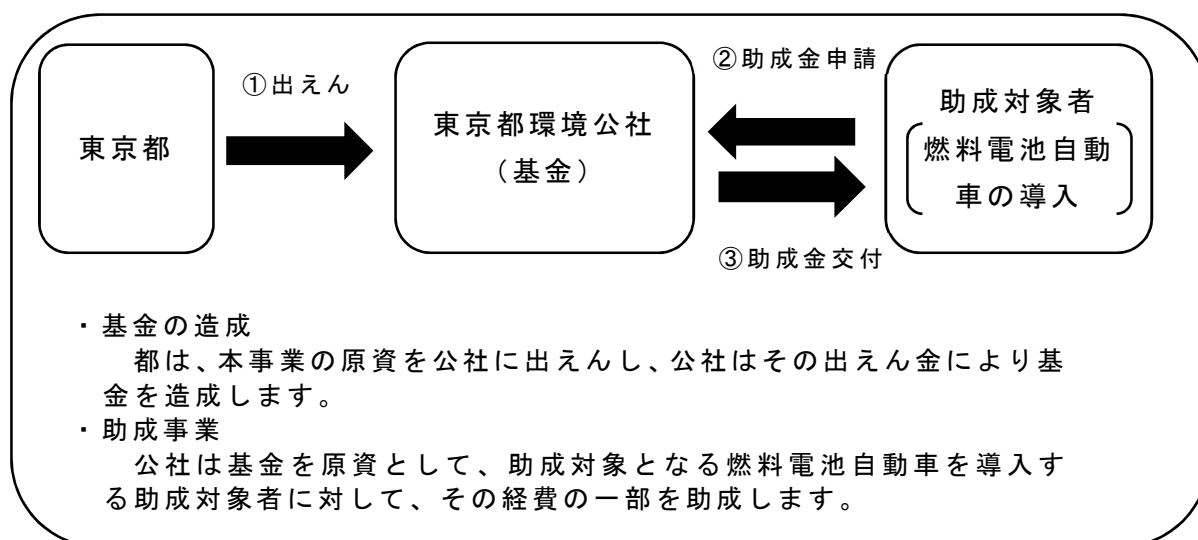 東京都
①出えん
東京都環境公社
（基金）
②助成金申請
③助成金交付
助成対象者
燃料電池自動
車の導入
・基金の造成
都は、本事業の原資を公社に出えんし、公社はその出えん金により基
金を造成します。
・助成事業
公社は基金を原資として、助成対象となる燃料電池自動車を導入す
る助成対象者に対して、その経費の一部を助成します。